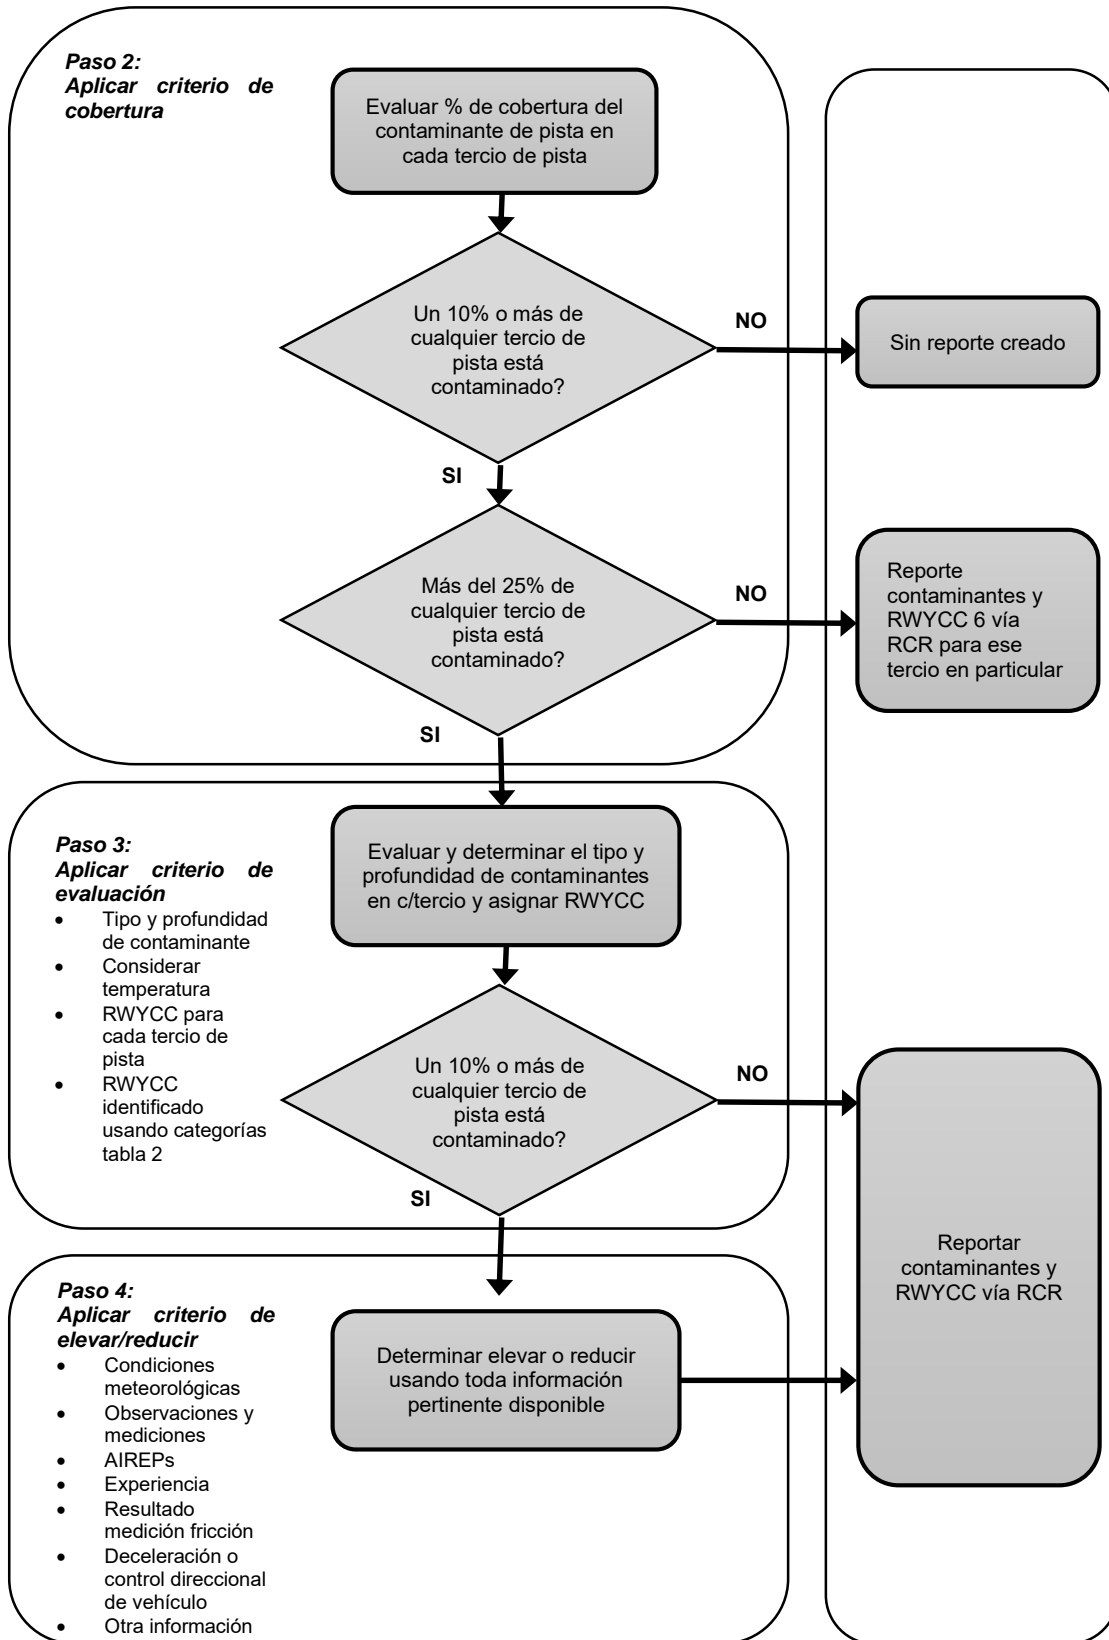 Paso 2:
Aplicar criterio de
cobertura
Evaluar % de cobertura del
contaminante de pista en
cada tercio de pista
Un 10% o más de
cualquier tercio de
pista está
contaminado?
NO
Sin reporte creado
SI
Más del 25% de
cualquier tercio de
pista está
contaminado?
NO
Reporte
contaminantes y
RWYCC 6 vía
RCR para ese
tercio en particular
SI
Paso 3:
Aplicar criterio de
evaluación
• Tipo y profundidad
de contaminante
• Considerar
temperatura
• RWYCC para
cada tercio de
pista
• RWYCC
identificado
usando categorías
tabla 2
Evaluar y determinar el tipo y
profundidad de contaminantes
en c/tercio y asignar RWYCC
Un 10% o más de
cualquier tercio de
pista está
contaminado?
NO
SI
Reportar
contaminantes y
RWYCC vía RCR
Paso 4:
Aplicar criterio de
elevar/reducir
• Condiciones
meteorológicas
• Observaciones y
mediciones
• AIREPs
• Experiencia
• Resultado
medición fricción
• Deceleración o
control direccional
de vehículo
• Otra información
Determinar elevar o reducir
usando toda información
pertinente disponible